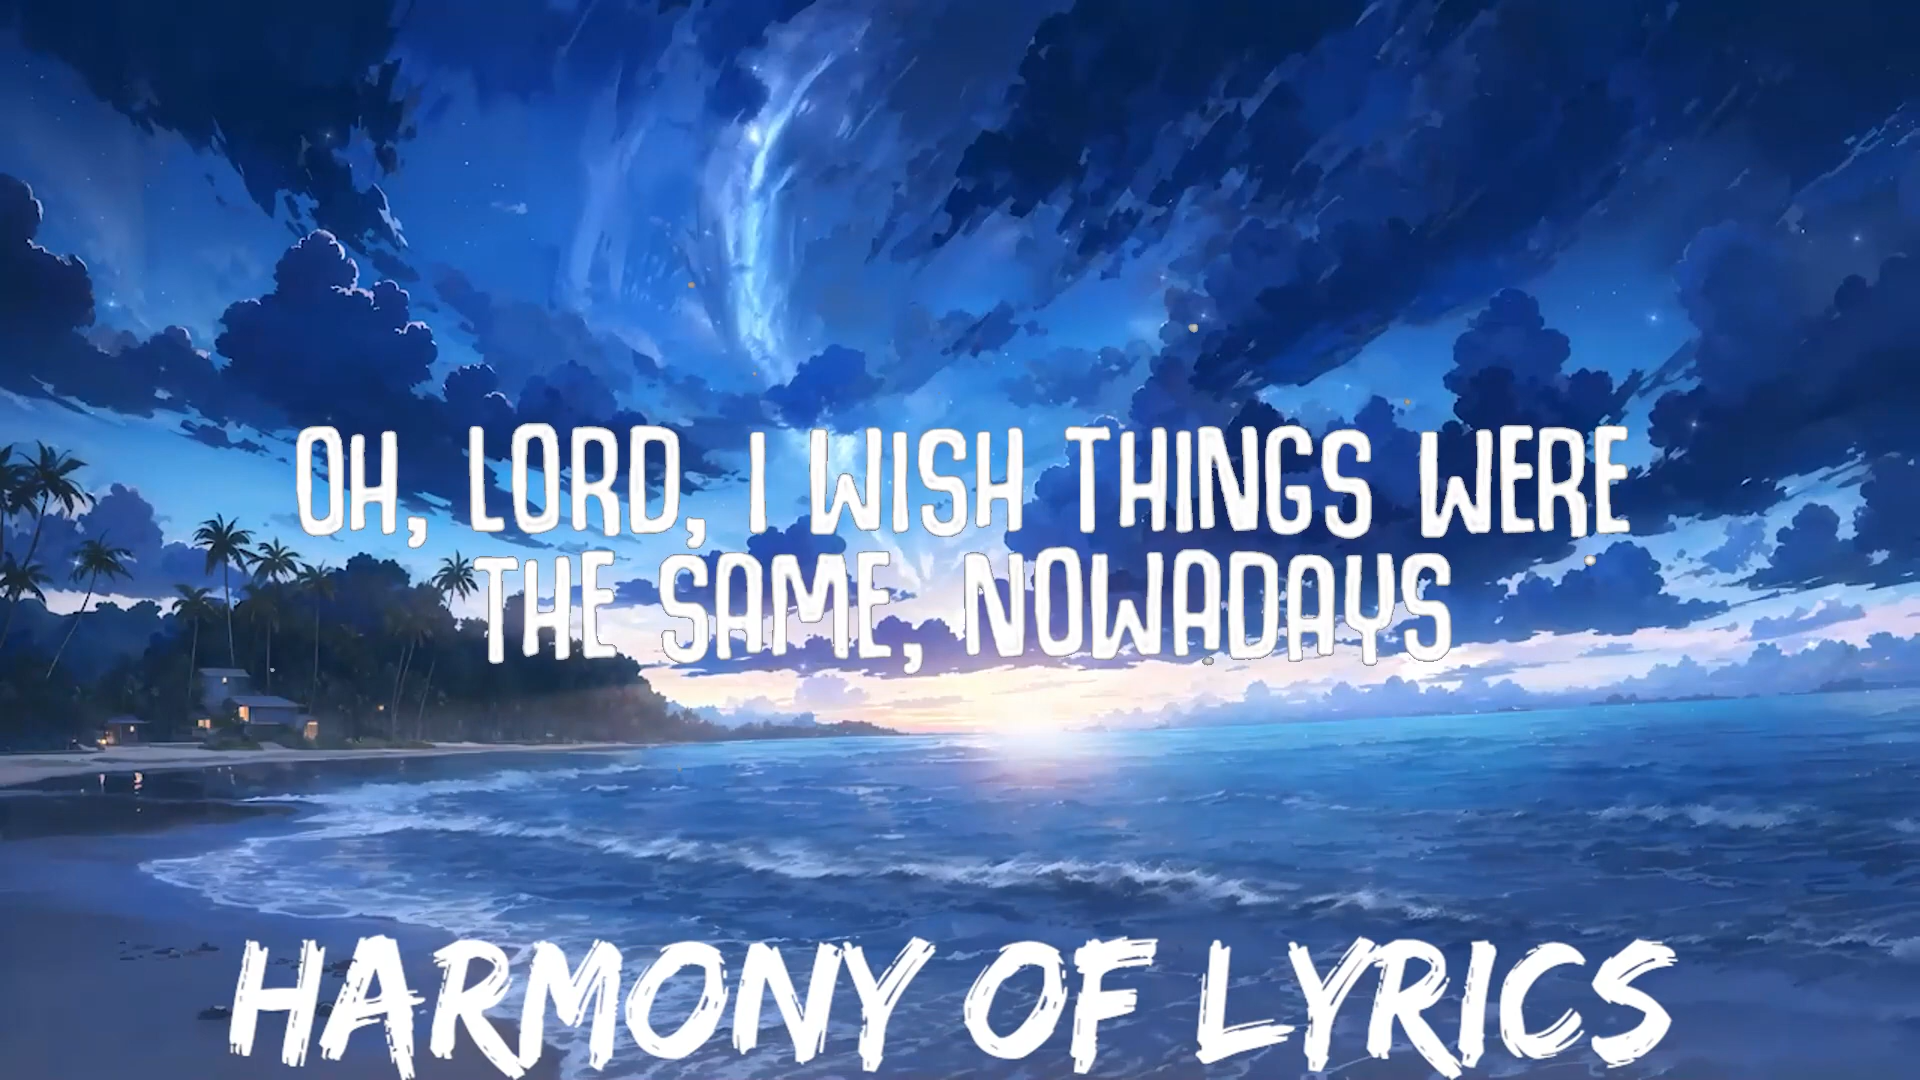 OH, LORD, I WISH THINGS WERE
THE SAME, NOWADAYS
HARMONY OF LYRICS